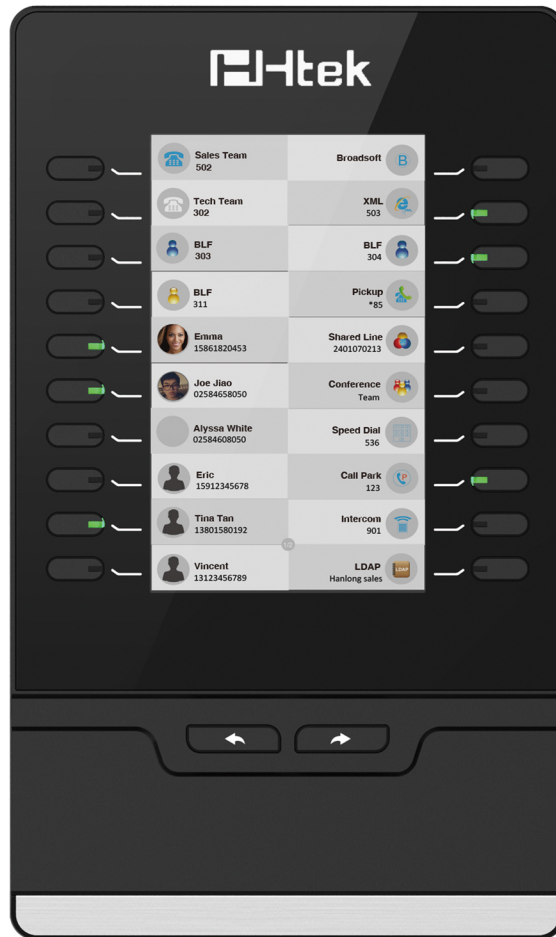 Htek
Sales Team
502
Tech Team
302
BLF
303
BLF
311
Emma
15861820453
Joe Jiao
02584658050
Alyssa White
02584608050
Eric
15912345678
Tina Tan
13801580192
Vincent
13123456789
Broadsoft
B
XML
503
BLF
304
Pickup
*85
Shared Line
2401070213
Conference
Team
Speed Dial
536
Call Park
P
123
Intercom
901
LDAP
Hanlong sales
LDAP